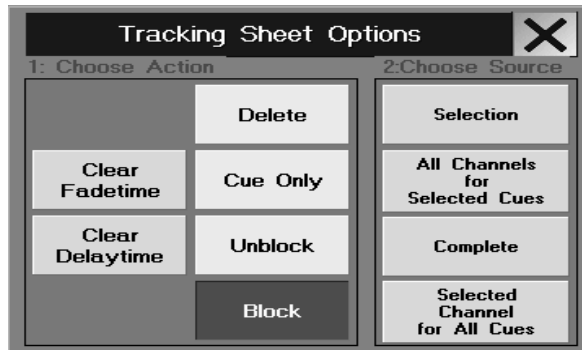 Tracking Sheet Options
1: Choose Action
2:Choose Source
Delete
Clear
Fadetime
Cue Only
Clear
Delaytime
Unblock
Block
Selection
All Channels
for
Selected Cues
Complete
Selected
Channel
for All Cues